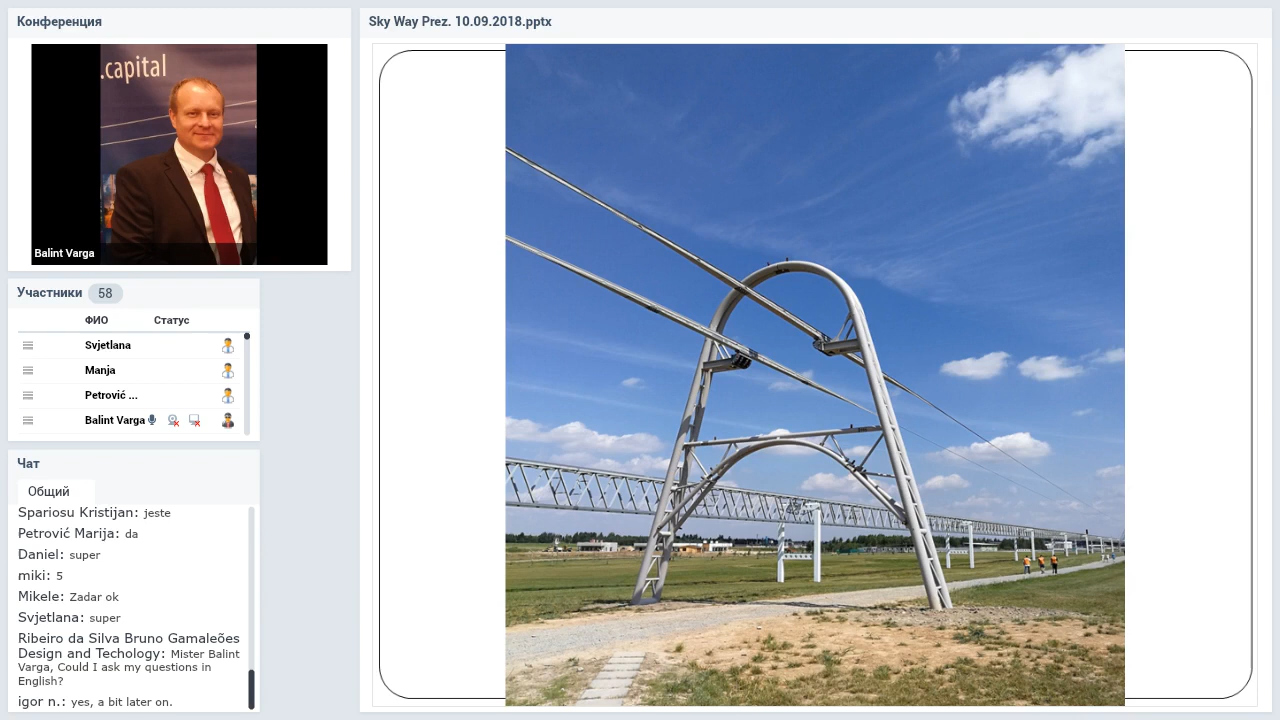 Конференция
.capital
Balint Varga
Участники 58
ФИО Статус
Svjetlana
Manja
Petrović ...
Balint Varga
Чат
Общий
Spariosu Kristijan: jeste
Petrović Marija: da
Daniel: super
miki: 5
Mikele: Zadar ok
Svjetlana: super
Ribeiro da Silva Bruno Gamaleões
Design and Techology: Mister Balint
Varga, Could I ask my questions in
English?
igor n.: yes, a bit later on.
Sky Way Prez. 10.09.2018.pptx